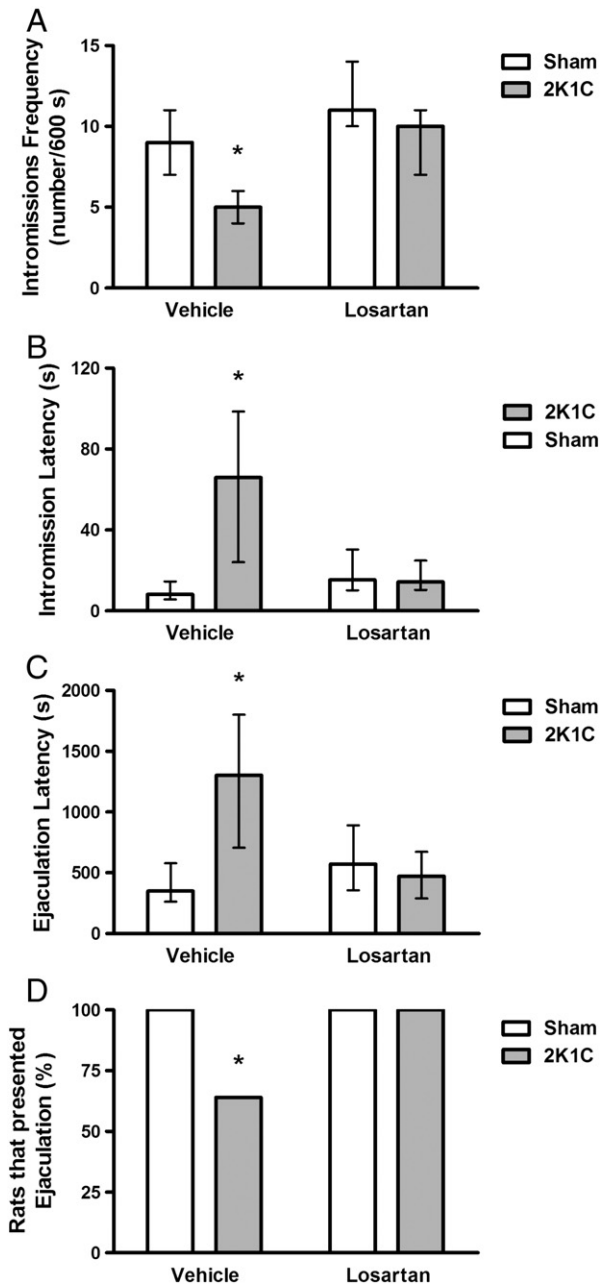 A
Intromissions Frequency
(number/600 s)
15
10
5
0
*
Vehicle
Losartan
Sham
2K1C
B
Intromission Latency (s)
120
80
40
0
*
Vehicle
Losartan
2K1C
Sham
C
Ejaculation Latency (s)
2000
1500
1000
500
0
*
Vehicle
Losartan
Sham
2K1C
D
Rats that presented
Ejaculation (%)
100
75
50
25
0
*
Vehicle
Losartan
Sham
2K1C